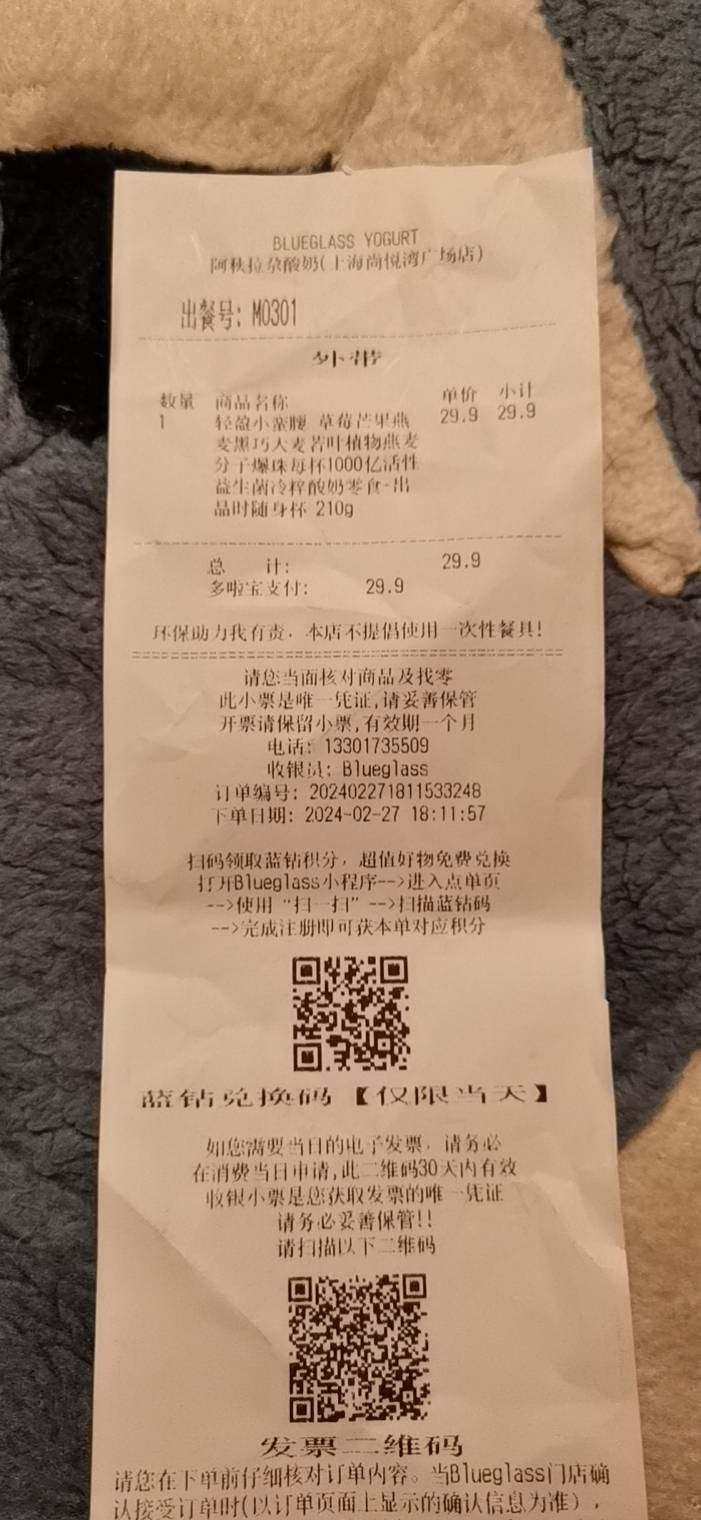 BLUEGLASS YOGURT
阿秋拉尕酸奶(上海尚悦湾广场店)
出餐号: M0301
外带
数量 商品名称 单价 小计
1 轻盈小蛮腰 草莓芒果燕 29.9 29.9
麦黑巧大麦若叶植物燕麦
分子爆珠每杯1000亿活性
益生菌冷粹酸奶零食-出
品时随身杯 210g
总 计: 29.9
多啦宝支付: 29.9
环保助力我有责，本店不提倡使用一次性餐具!
请您当面核对商品及找零
此小票是唯一凭证,请妥善保管
开票请保留小票,有效期一个月
电话: 13301735509
收银员: Blueglass
订单编号: 202402271811533248
下单日期: 2024-02-27 18:11:57
扫码领取蓝钻积分，超值好物免费兑换
打开Blueglass小程序-->进入点单页
-->使用“扫一扫”-->扫描蓝钻码
-->完成注册即可获本单对应积分
蓝钻兑换码【仅限当天】
如您需要当日的电子发票，请务必
在消费当日申请,此二维码30天内有效
收银小票是您获取发票的唯一凭证
请务必妥善保管!!
请扫描以下二维码
发票二维码
请您在下单前仔细核对订单内容。当Blueglass门店确
认接受订单时(以订单页面上显示的确认信息为准），